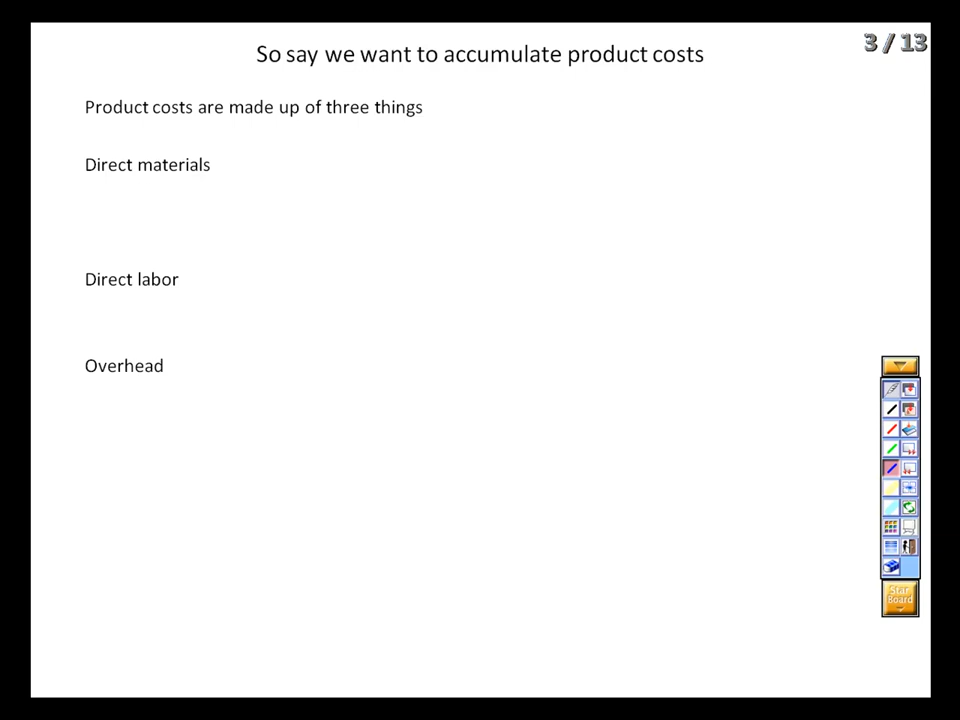 So say we want to accumulate product costs
3 / 13
Product costs are made up of three things
Direct materials
Direct labor
Overhead
Star
Board